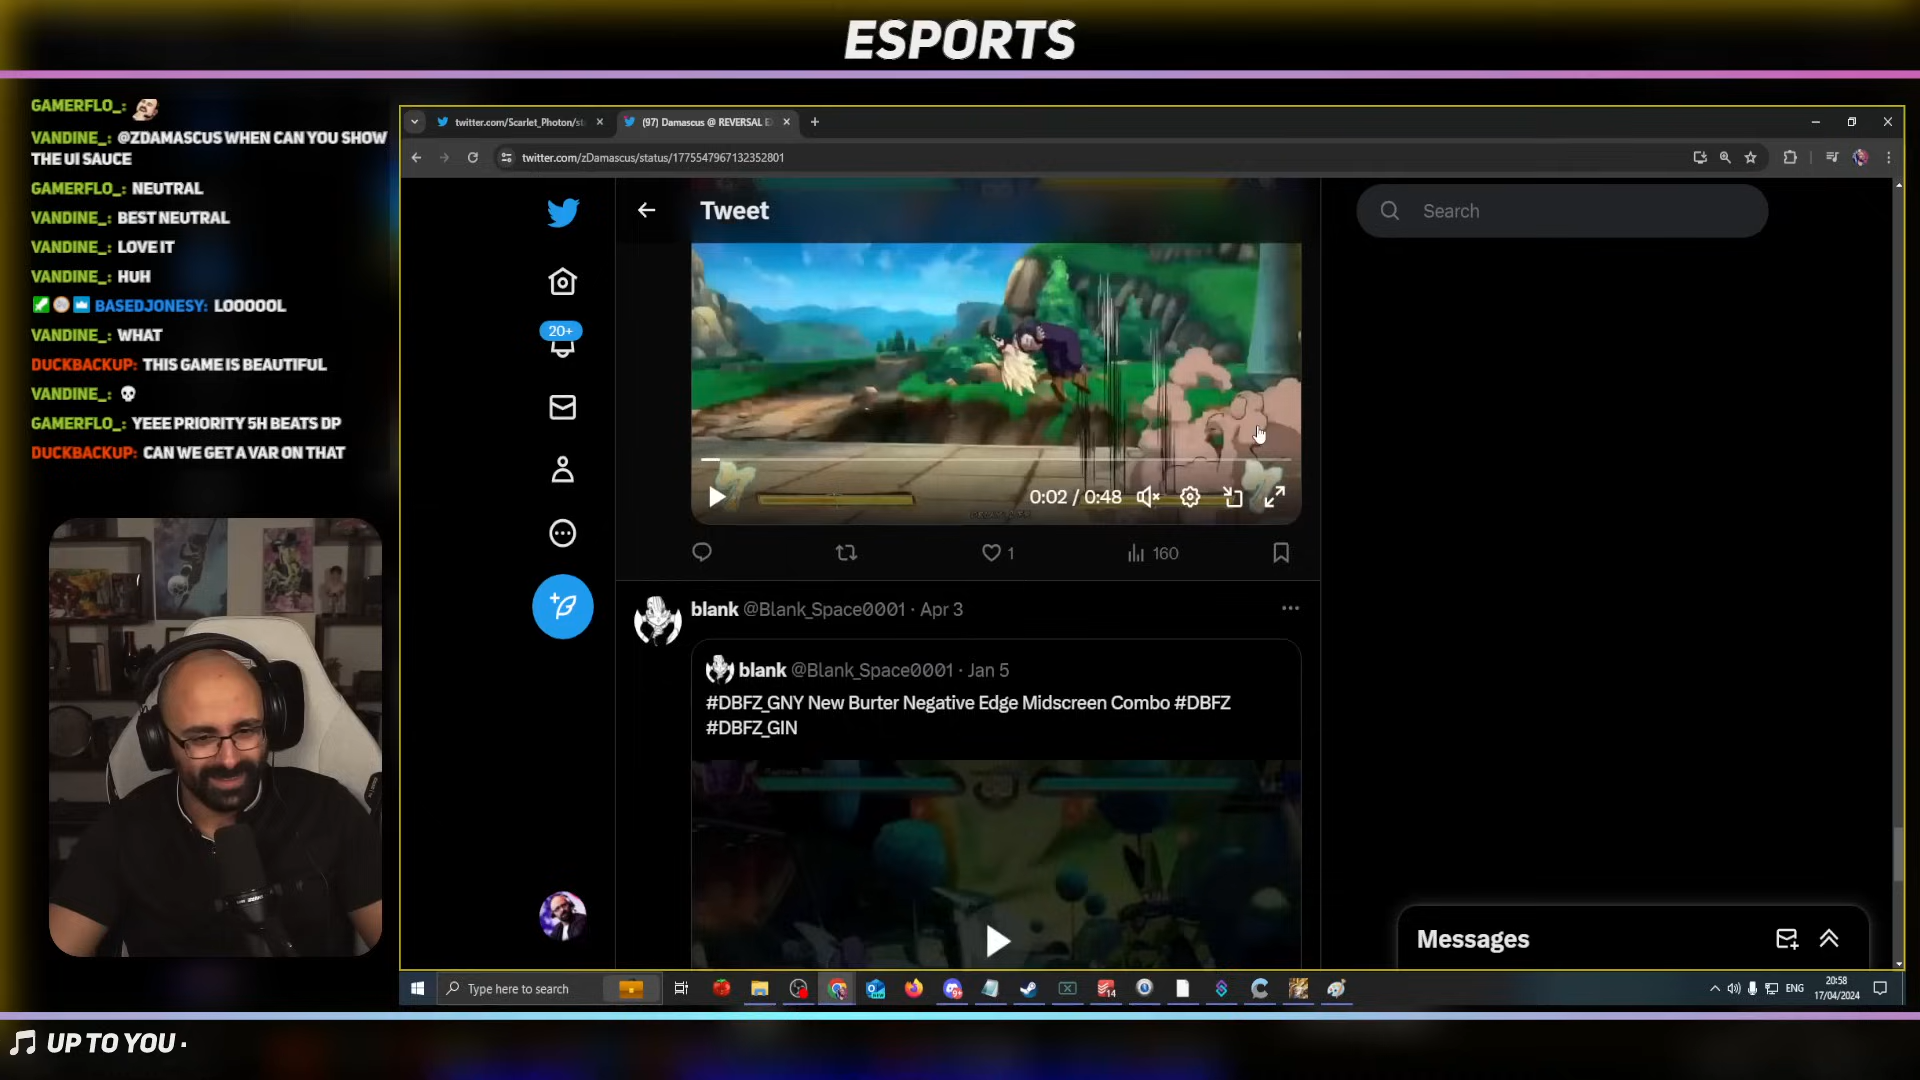 ESPORTS
GAMERFLO_:
VANDINE_: @ZDAMASCUS WHEN CAN YOU SHOW
THE UI SAUCE
GAMERFLO_: NEUTRAL
VANDINE_: BEST NEUTRAL
VANDINE_: LOVE IT
VANDINE_: HUH
BASEDJONESY: LOOOOOL
VANDINE_: WHAT
DUCKBACKUP: THIS GAME IS BEAUTIFUL
VANDINE_: 💀
GAMERFLO_: YEEE PRIORITY 5H BEATS DP
DUCKBACKUP: CAN WE GET A VAR ON THAT
twitter.com/Scarlet_Photon/st
(97) Damascus @ REVERSAL E
twitter.com/zDamascus/status/1775547967132352801
Tweet
Search
20+
0:02 / 0:48
1
160
blank @Blank_Space0001 · Apr 3
blank @Blank_Space0001 · Jan 5
#DBFZ_GNY New Burter Negative Edge Midscreen Combo #DBFZ
#DBFZ_GIN
Messages
Type here to search
14
ENG
20:58
17/04/2024
UP TO YOU ·